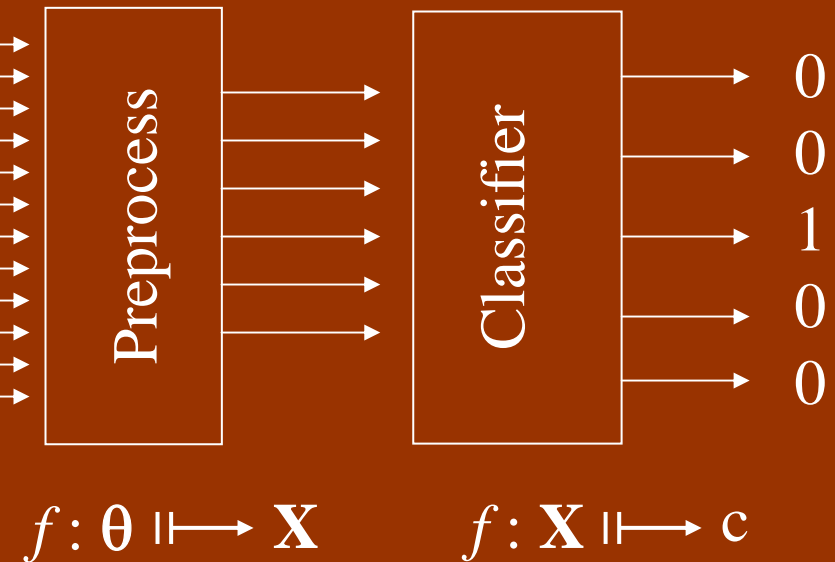 Preprocess
Classifier
0
0
1
0
0
f : θ ⟼ X
f : X ⟼ c